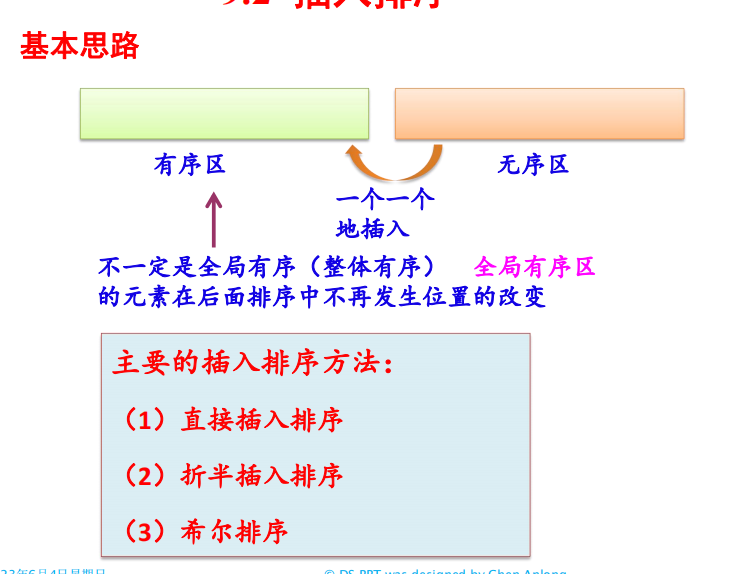 9.2 插入排序
基本思路
有序区
无序区
一个一个
地插入
不一定是全局有序（整体有序） 全局有序区
的元素在后面排序中不再发生位置的改变
主要的插入排序方法：
（1）直接插入排序
（2）折半插入排序
（3）希尔排序
23年6月4日星期日
© DS PPT was designed by Chen Anlong